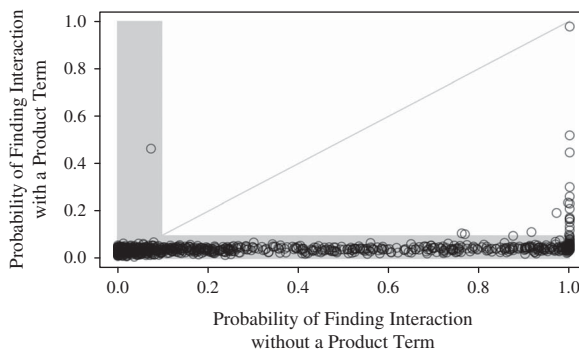 Probability of Finding Interaction
with a Product Term
1.0
0.8
0.6
0.4
0.2
0.0
0.0 0.2 0.4 0.6 0.8 1.0
Probability of Finding Interaction
without a Product Term